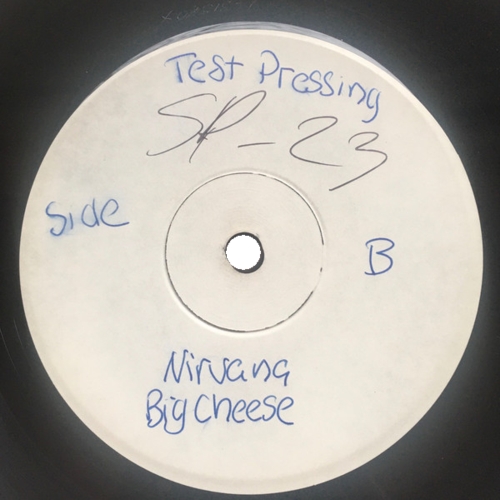 Test Pressing
SP-23
Side B
Nirvana
Big Cheese